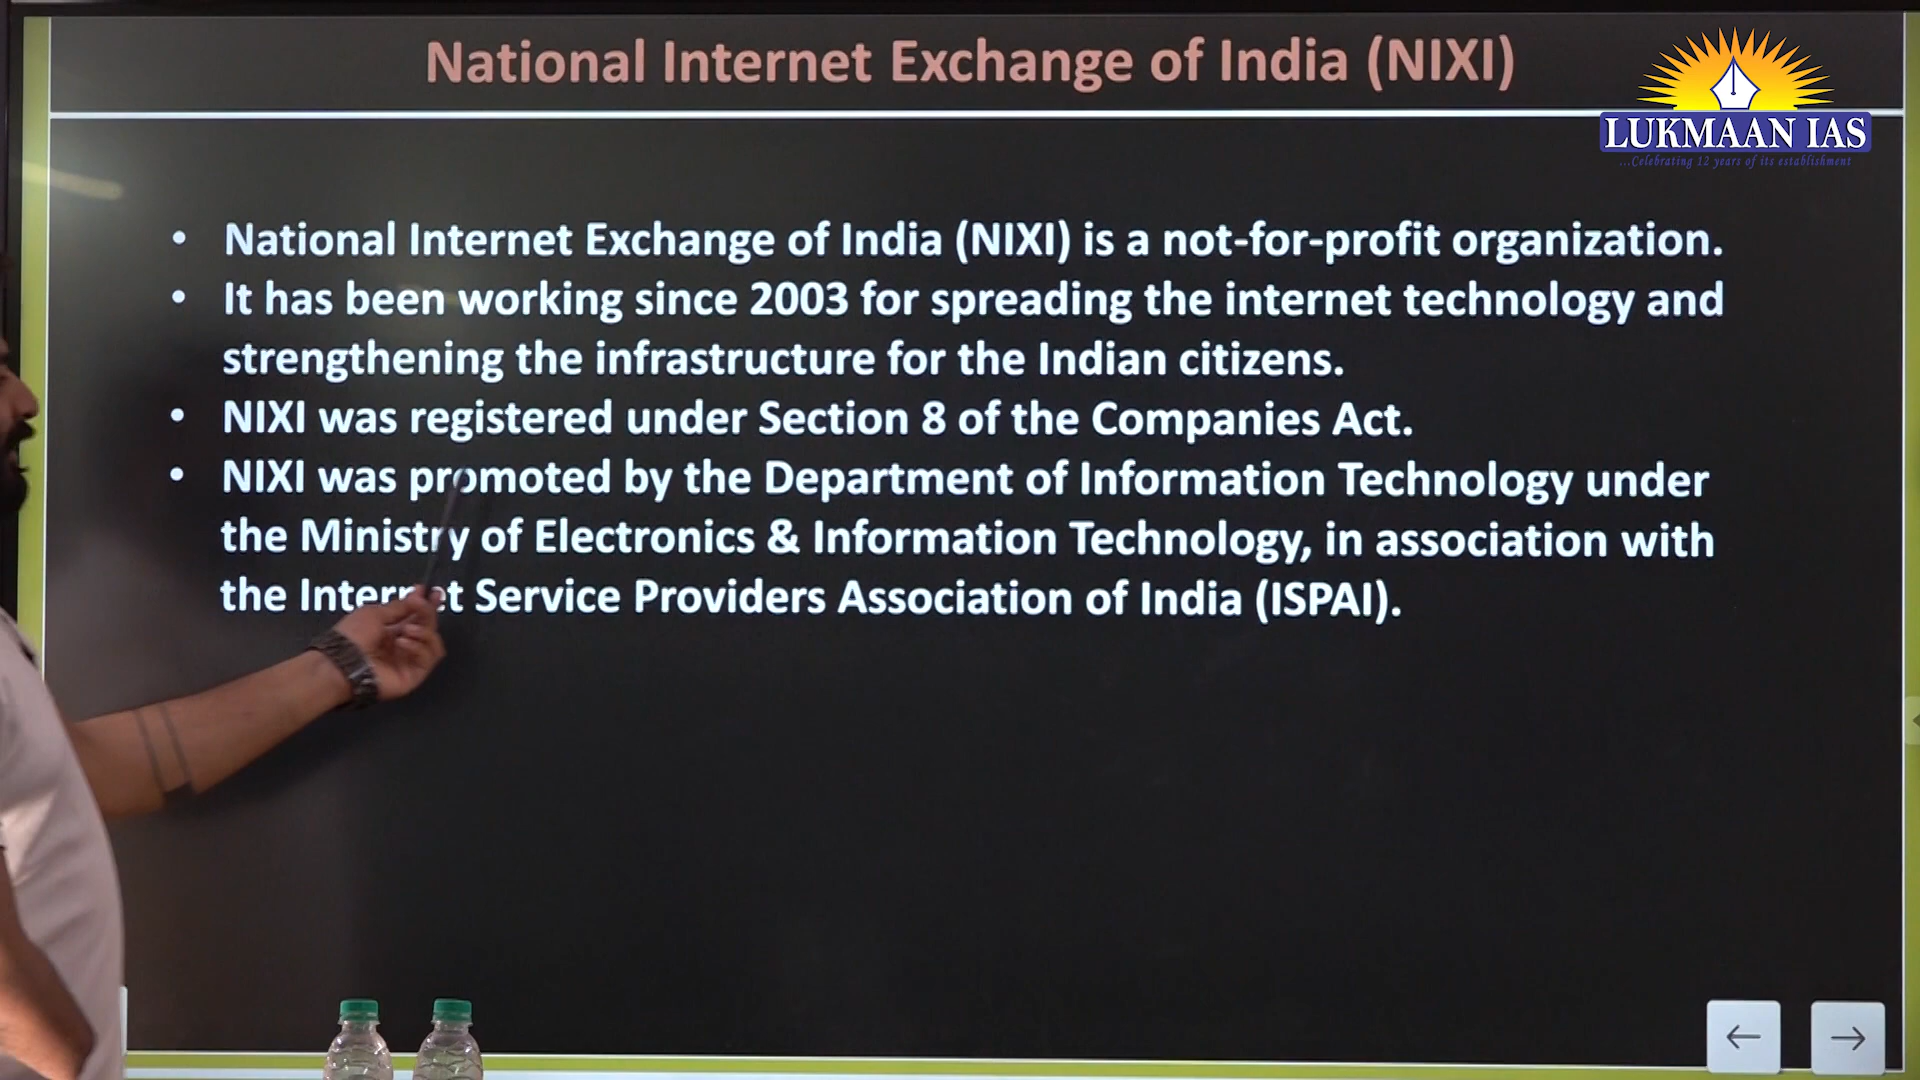 National Internet Exchange of India (NIXI)
LUKMAAN IAS
...Celebrating 12 years of its establishment
• National Internet Exchange of India (NIXI) is a not-for-profit organization.
• It has been working since 2003 for spreading the internet technology and
strengthening the infrastructure for the Indian citizens.
• NIXI was registered under Section 8 of the Companies Act.
• NIXI was promoted by the Department of Information Technology under
the Ministry of Electronics & Information Technology, in association with
the Internet Service Providers Association of India (ISPAI).